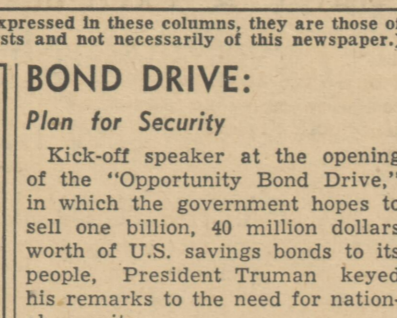 expressed in these columns, they are those of
sts and not necessarily of this newspaper.)
BOND DRIVE:
Plan for Security
Kick-off speaker at the opening
of the "Opportunity Bond Drive,"
in which the government hopes to
sell one billion, 40 million dollars
worth of U.S. savings bonds to its
people, President Truman keyed
his remarks to the need for nation-